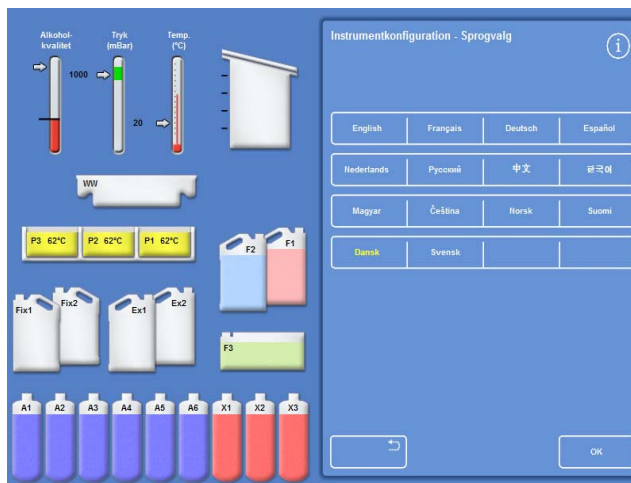 Alkohol-
kvalitet
Tryk
(mBar)
Temp.
(°C)
1000
20
WW
P3 62°C
P2 62°C
P1 62°C
F2
F1
Fix1
Fix2
Ex1
Ex2
F3
A1
A2
A3
A4
A5
A6
X1
X2
X3
Instrumentkonfiguration - Sprogvalg
i
English
Français
Deutsch
Español
Nederlands
Русский
中文
한국어
Magyar
Čeština
Norsk
Suomi
Dansk
Svensk
OK